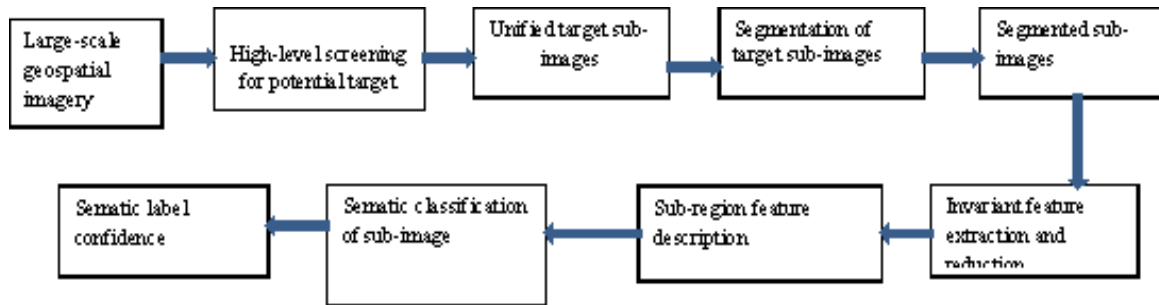 Large-scale
geospatial
imagery
High-level screening
for potential target
Unified target sub-
images
Segmentation of
target sub-images
Segmented sub-
images
Invariant feature
extraction and
reduction
Sub-region feature
description
Sematic classification
of sub-image
Sematic label
confidence